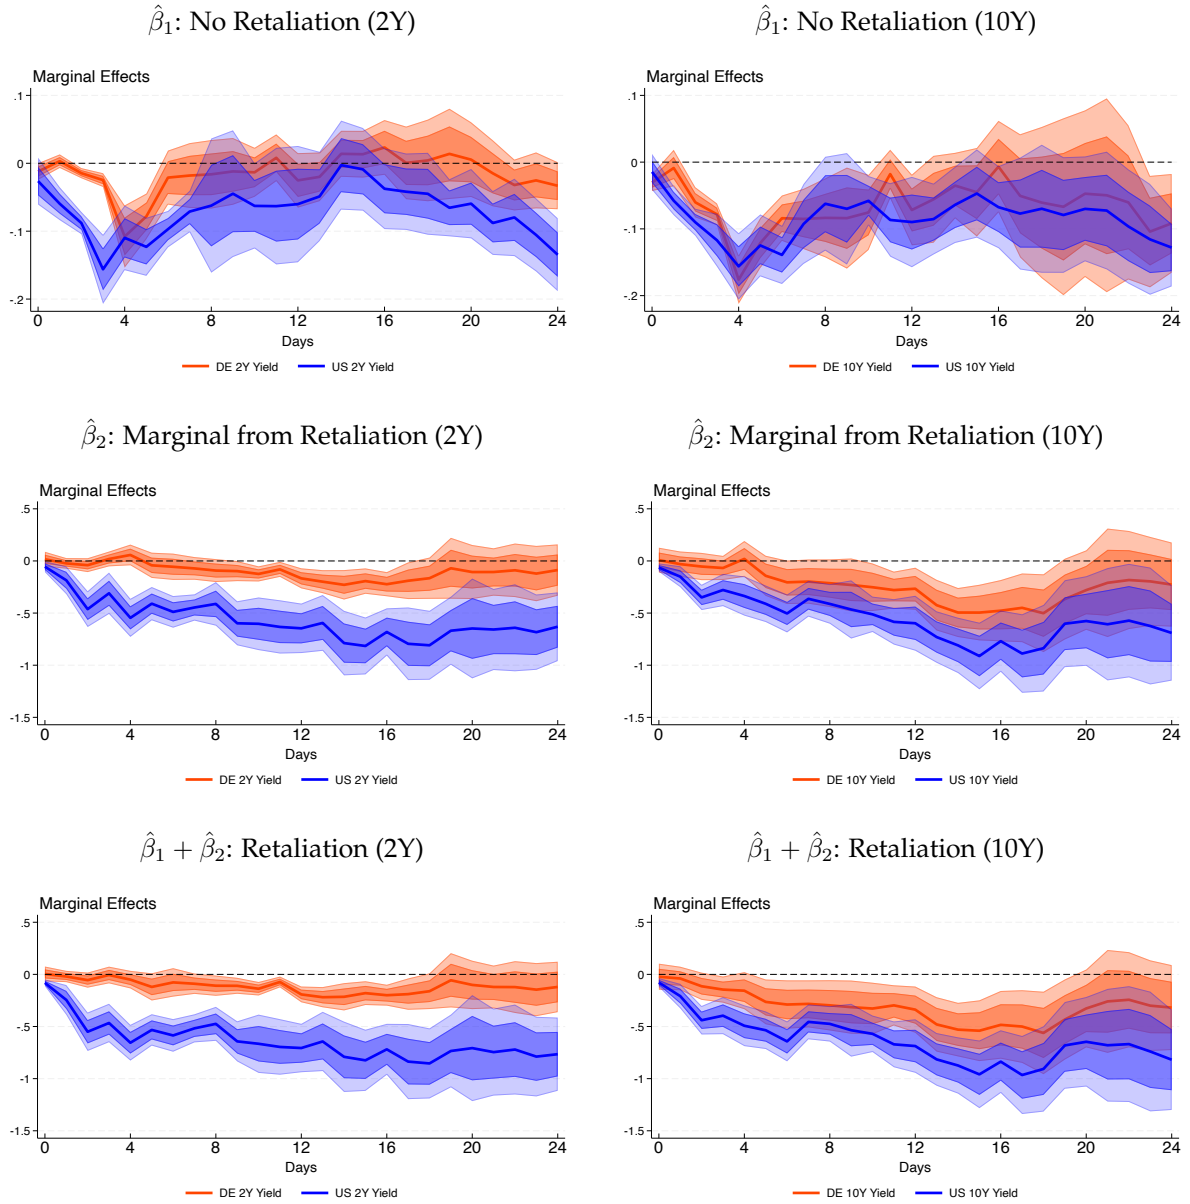 β̂₁: No Retaliation (2Y)
Marginal Effects
.1
0
-.1
-.2
0 4 8 12 16 20 24
Days
DE 2Y Yield US 2Y Yield
β̂₁: No Retaliation (10Y)
Marginal Effects
.1
0
-.1
-.2
0 4 8 12 16 20 24
Days
DE 10Y Yield US 10Y Yield
β̂₂: Marginal from Retaliation (2Y)
Marginal Effects
.5
0
-.5
-1
-1.5
0 4 8 12 16 20 24
Days
DE 2Y Yield US 2Y Yield
β̂₂: Marginal from Retaliation (10Y)
Marginal Effects
.5
0
-.5
-1
-1.5
0 4 8 12 16 20 24
Days
DE 10Y Yield US 10Y Yield
β̂₁ + β̂₂: Retaliation (2Y)
Marginal Effects
.5
0
-.5
-1
-1.5
0 4 8 12 16 20 24
Days
DE 2Y Yield US 2Y Yield
β̂₁ + β̂₂: Retaliation (10Y)
Marginal Effects
.5
0
-.5
-1
-1.5
0 4 8 12 16 20 24
Days
DE 10Y Yield US 10Y Yield